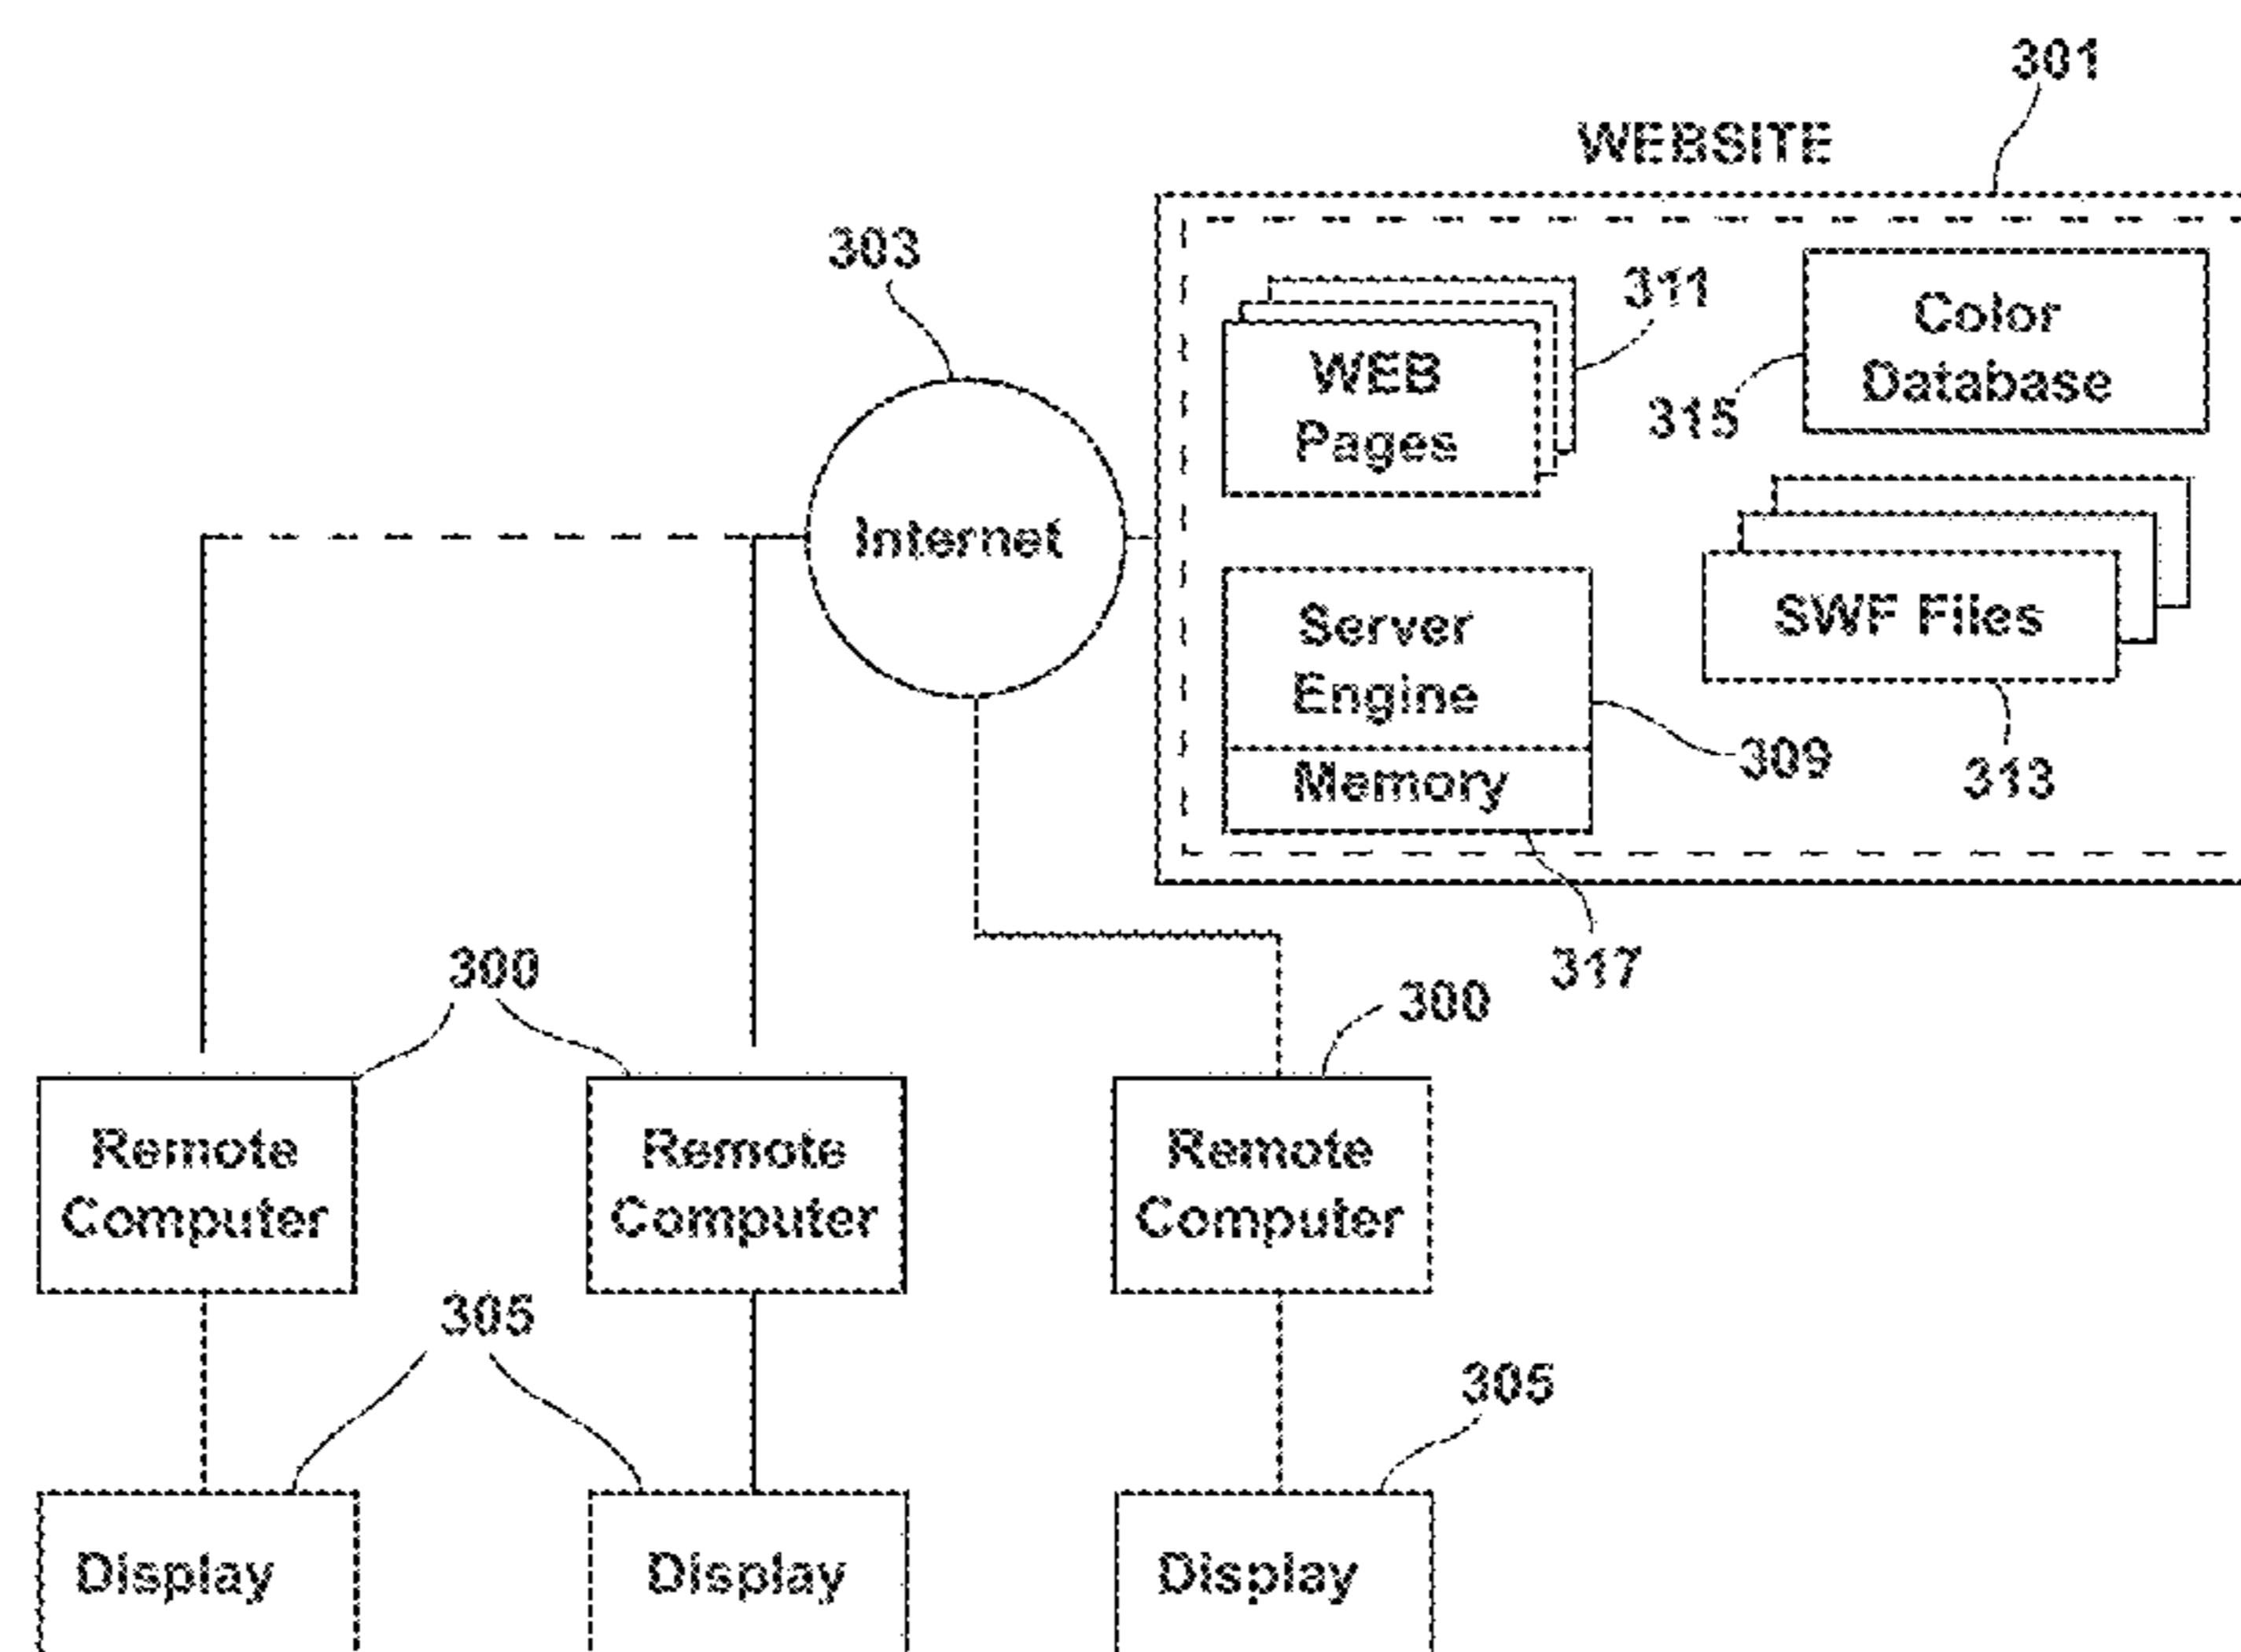 301
WEBSITE
303
311
Color
Database
WEB
Pages
315
Internet
Server
Engine
SWF Files
309
313
Memory
317
300
300
Remote
Computer
Remote
Computer
Remote
Computer
305
305
Display
Display
Display